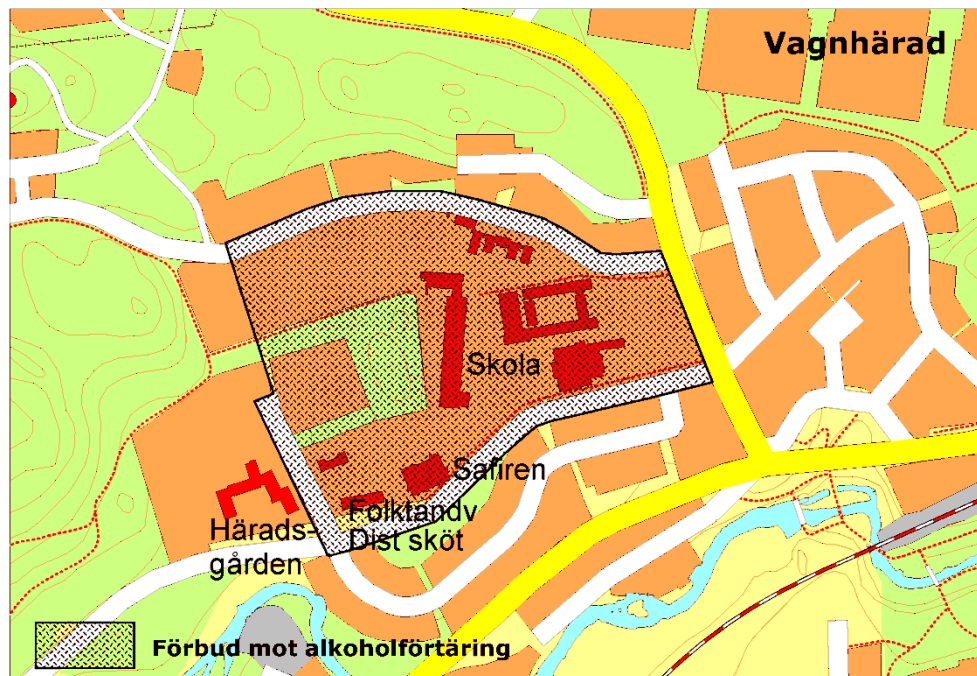 Vagnhärad
Skola
Safiren
Folktandv
Dist sköt
Härads-
gården
Förbud mot alkoholförtäring